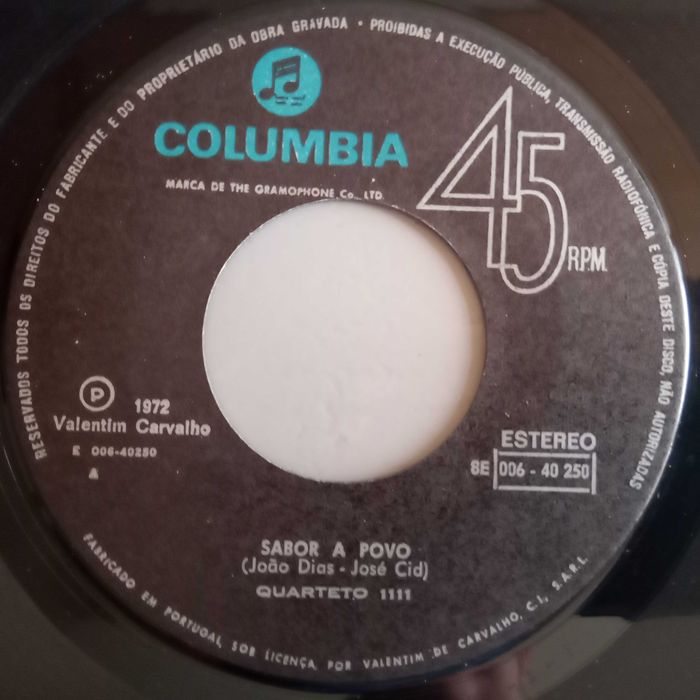 RESERVADOS TODOS OS DIREITOS DO FABRICANTE E DO PROPRIETÁRIO DA OBRA GRAVADA • PROIBIDAS A EXECUÇÃO PÚBLICA, TRANSMISSÃO RADIOFÓNICA E CÓPIA DESTE DISCO, NÃO AUTORIZADAS
COLUMBIA
MARCA DE THE GRAMOPHONE Co. LTD.
45
R.P.M.
P 1972
Valentim Carvalho
E 006-40250
A
ESTEREO
8E 006 - 40 250
SABOR A POVO
(João Dias - José Cid)
QUARTETO 1111
FABRICADO EM PORTUGAL, SOB LICENÇA, POR VALENTIM DE CARVALHO, C.I., S.A.R.L.